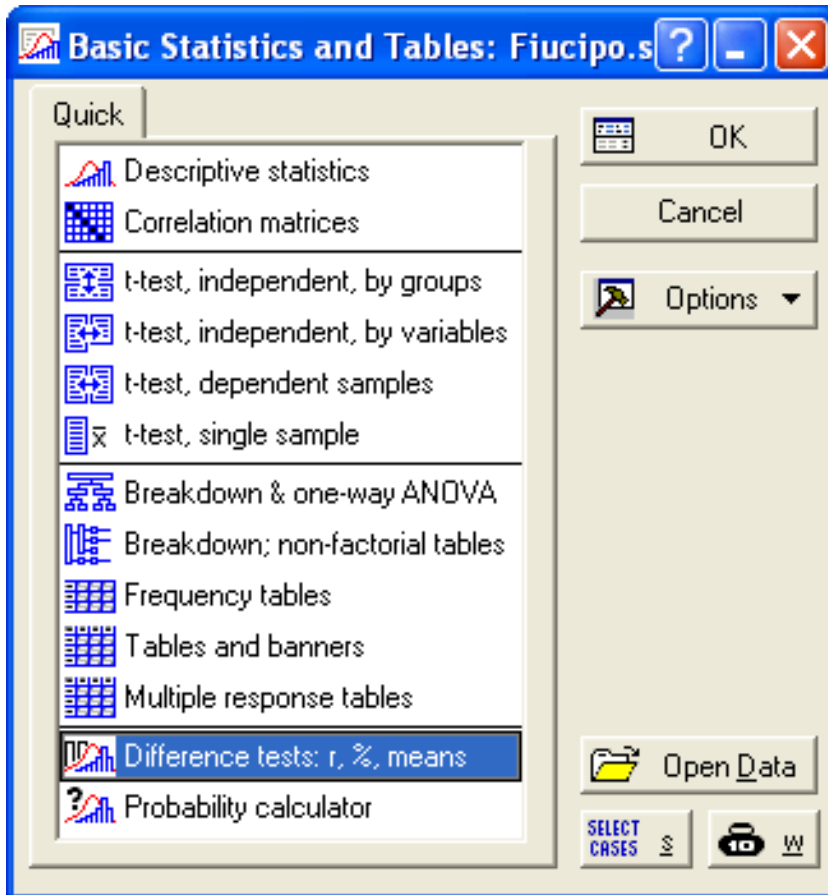 Basic Statistics and Tables: Fiucipo.s
Quick
Descriptive statistics
Correlation matrices
t-test, independent, by groups
t-test, independent, by variables
t-test, dependent samples
t-test, single sample
Breakdown & one-way ANOVA
Breakdown; non-factorial tables
Frequency tables
Tables and banners
Multiple response tables
Difference tests: r, %, means
Probability calculator
OK
Cancel
Options
Open Data
SELECT
CASES S
W